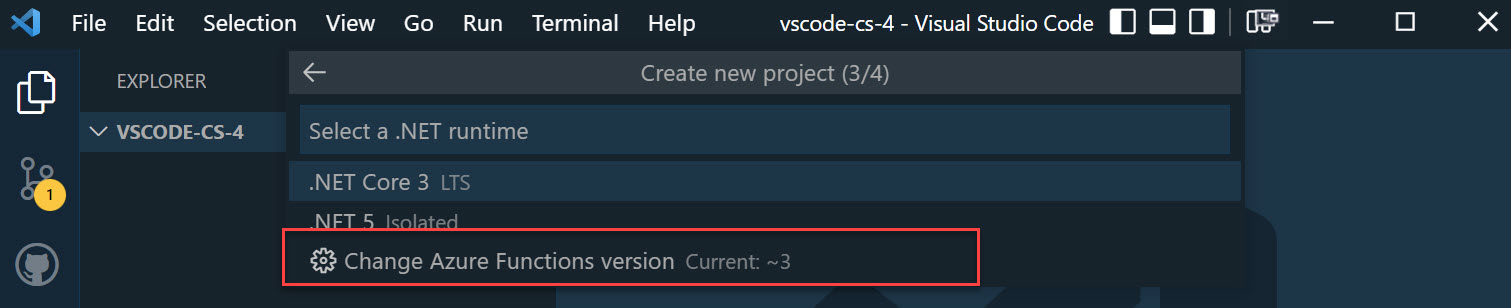 File Edit Selection View Go Run Terminal Help vscode-cs-4 - Visual Studio Code
EXPLORER
VSCODE-CS-4
1
Create new project (3/4)
Select a .NET runtime
.NET Core 3 LTS
.NET 5 Isolated
Change Azure Functions version Current: ~3